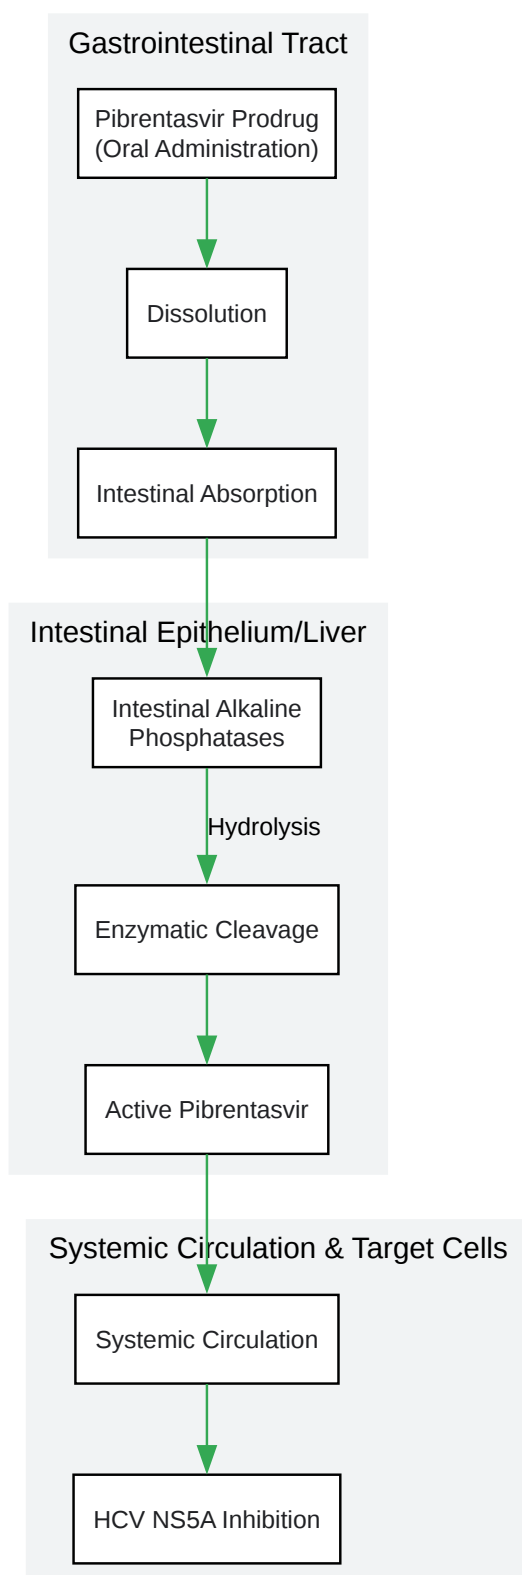 Gastrointestinal Tract
Pibrentasvir Prodrug
(Oral Administration)
Dissolution
Intestinal Absorption
Intestinal Epithelium/Liver
Intestinal Alkaline
Phosphatases
Hydrolysis
Enzymatic Cleavage
Active Pibrentasvir
Systemic Circulation & Target Cells
Systemic Circulation
HCV NS5A Inhibition